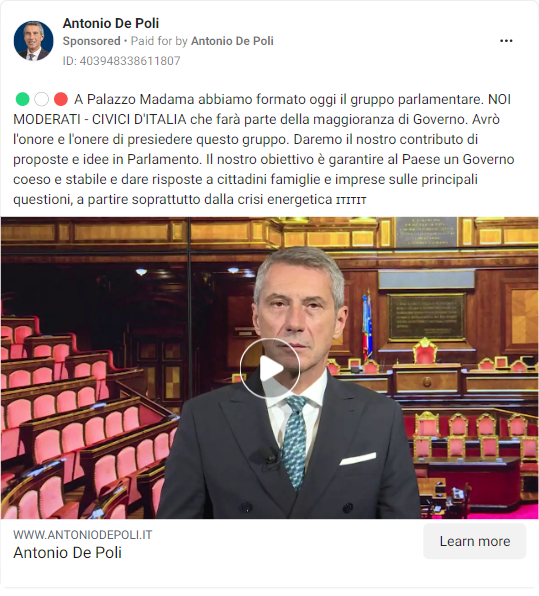 Antonio De Poli
Sponsored • Paid for by Antonio De Poli
ID: 403948338611807
A Palazzo Madama abbiamo formato oggi il gruppo parlamentare. NOI
MODERATI - CIVICI D'ITALIA che farà parte della maggioranza di Governo. Avrò
l'onore e l'onere di presiedere questo gruppo. Daremo il nostro contributo di
proposte e idee in Parlamento. Il nostro obiettivo è garantire al Paese un Governo
coeso e stabile e dare risposte a cittadini famiglie e imprese sulle principali
questioni, a partire soprattutto dalla crisi energetica ITITIT
WWW.ANTONIODEPOLI.IT
Antonio De Poli
Learn more